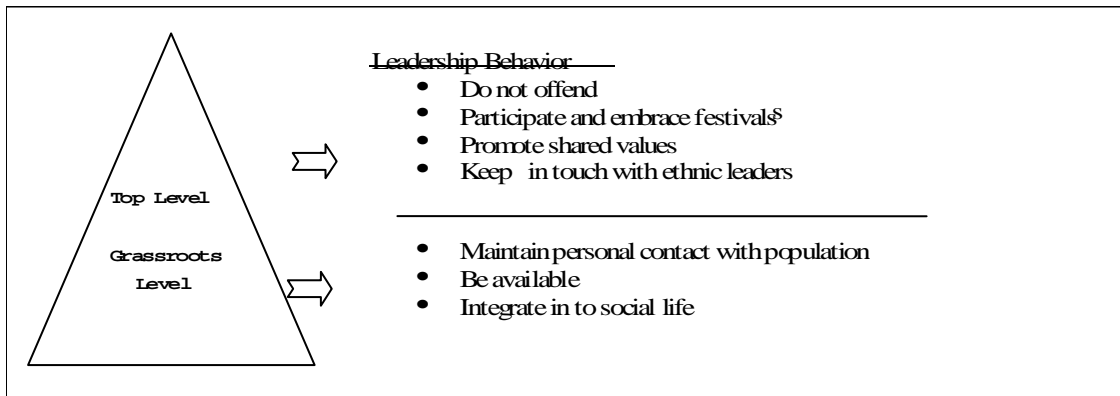 Leadership Behavior
• Do not offend
• Participate and embrace festivals
• Promote shared values
• Keep in touch with ethnic leaders
Top Level
Grassroots
Level
• Maintain personal contact with population
• Be available
• Integrate in to social life